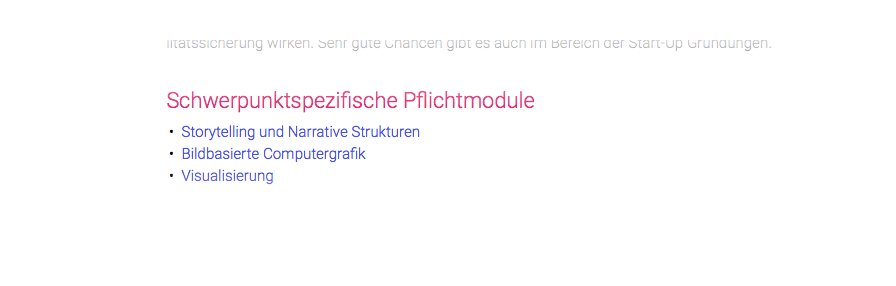 litätssicherung wirken. Sehr gute Chancen gibt es auch im Bereich der Start-Up Gründungen.
Schwerpunktspezifische Pflichtmodule
• Storytelling und Narrative Strukturen
• Bildbasierte Computergrafik
• Visualisierung